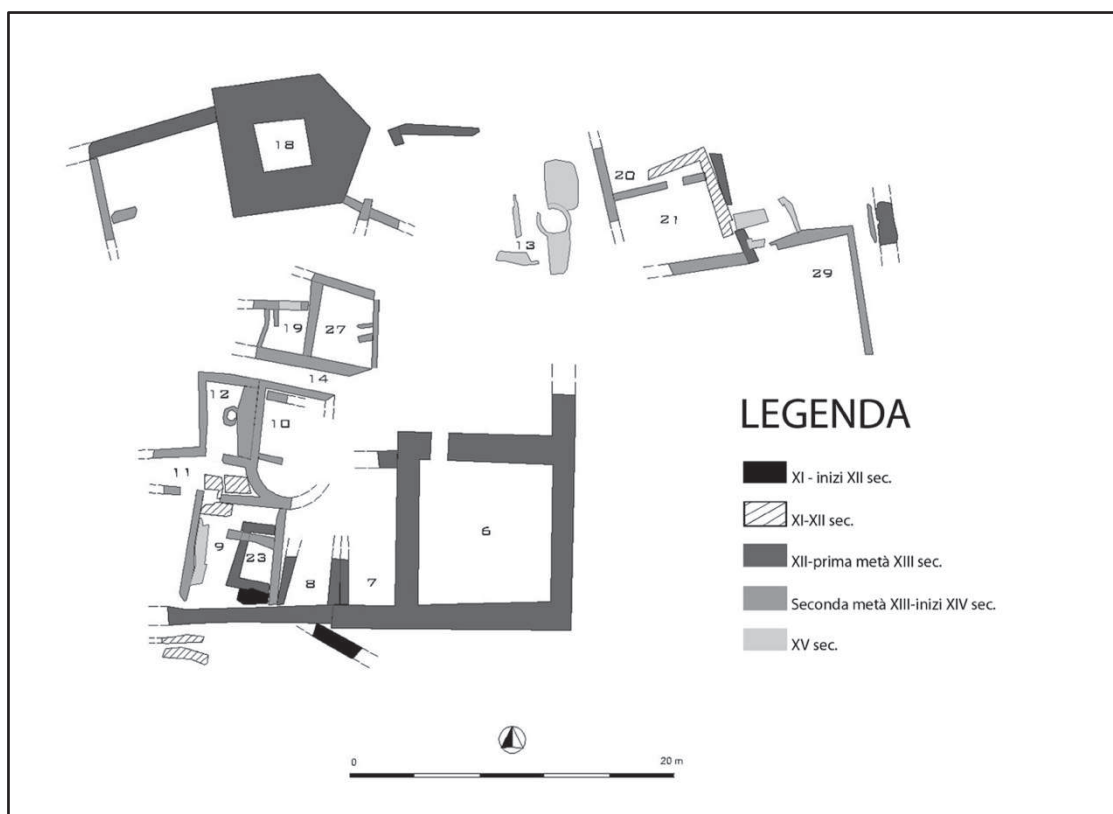 18
20
21
13
29
19
27
14
12
10
11
6
9
23
8
7
LEGENDA
XI - inizi XII sec.
XI-XII sec.
XII-prima metà XIII sec.
Seconda metà XIII-inizi XIV sec.
XV sec.
0
20 m